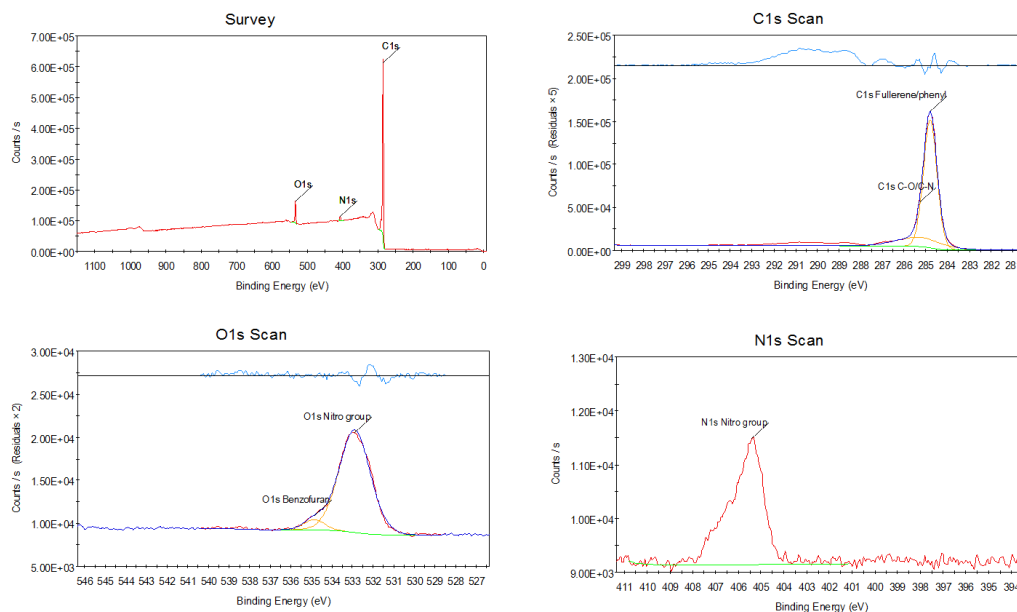 Survey
7.00E+05
6.00E+05
5.00E+05
4.00E+05
3.00E+05
2.00E+05
1.00E+05
0.00E+00
Counts / s
C1s
O1s
N1s
1100 1000 900 800 700 600 500 400 300 200 100 0
Binding Energy (eV)
C1s Scan
2.50E+05
2.00E+05
1.50E+05
1.00E+05
5.00E+04
0.00E+00
Counts / s (Residuals × 5)
C1s Fullerene/phenyl
C1s C-O/C-N
299 298 297 296 295 294 293 292 291 290 289 288 287 286 285 284 283 282 281
Binding Energy (eV)
O1s Scan
3.00E+04
2.50E+04
2.00E+04
1.50E+04
1.00E+04
5.00E+03
Counts / s (Residuals × 2)
O1s Nitro group
O1s Benzofuran
546 545 544 543 542 541 540 539 538 537 536 535 534 533 532 531 530 529 528 527
Binding Energy (eV)
N1s Scan
1.30E+04
1.20E+04
1.10E+04
1.00E+04
9.00E+03
Counts / s
N1s Nitro group
411 410 409 408 407 406 405 404 403 402 401 400 399 398 397 396 395
Binding Energy (eV)